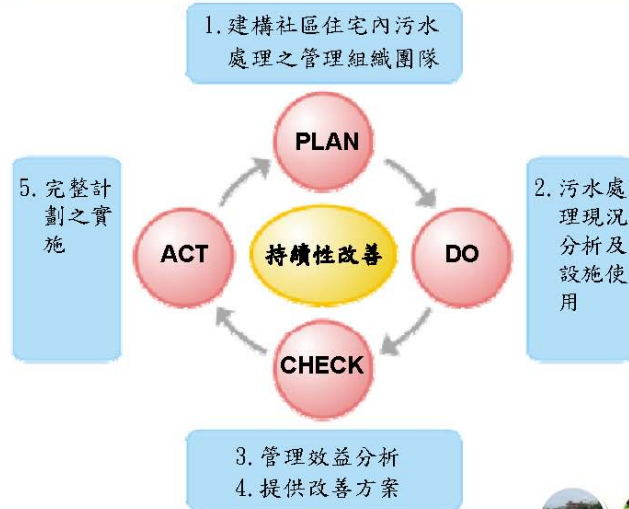 1.建構社區住宅內污水
處理之管理組織團隊
PLAN
5.完整計
劃之實
施
ACT
持續性改善
DO
2.污水處
理現況
分析及
設施使
用
CHECK
3.管理效益分析
4.提供改善方案